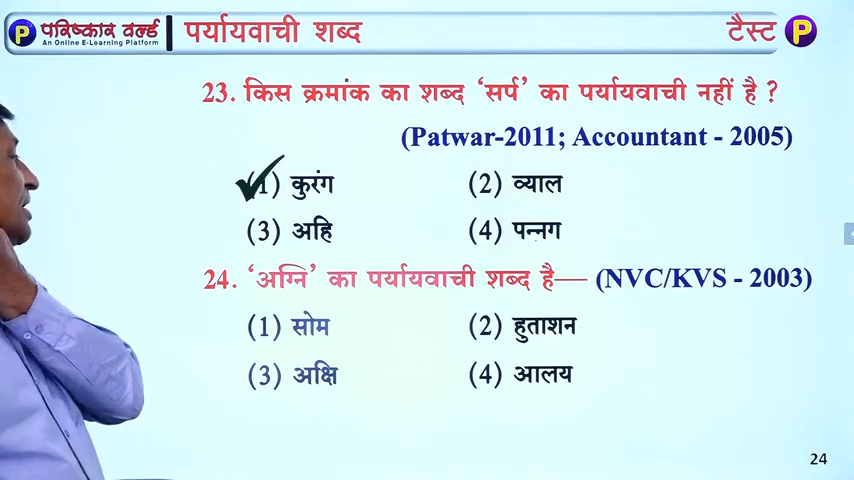 परिष्कार वर्ल्ड
An Online E-Learning Platform
पर्यायवाची शब्द
टैस्ट
P
P
23. किस क्रमांक का शब्द ‘सर्प’ का पर्यायवाची नहीं है ?
(Patwar-2011; Accountant - 2005)
(1) कुरंग (2) व्याल
(3) अहि (4) पन्नग
24. ‘अग्नि’ का पर्यायवाची शब्द है— (NVC/KVS - 2003)
(1) सोम (2) हुताशन
(3) अक्षि (4) आलय
24